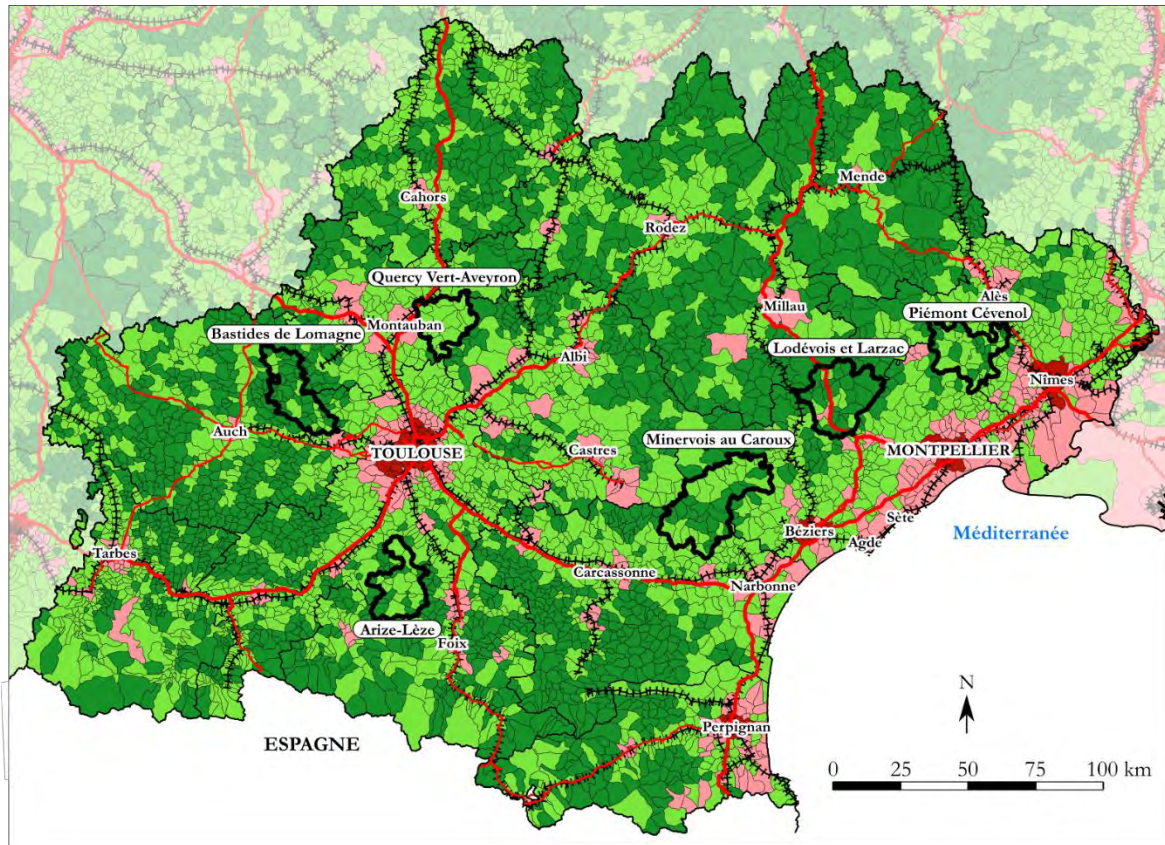 Mende
Cahors
Rodez
Quercy Vert-Aveyron
Alès
Millau
Piémont Cévenol
Montauban
Bastides de Lomagne
Lodévois et Larzac
Albi
Nîmes
Auch
Minervois au Caroux
TOULOUSE
Castres
MONTPELLIER
Sète
Béziers
Méditerranée
Agde
Tarbes
Carcassonne
Narbonne
Arize-Lèze
Foix
N
Perpignan
ESPAGNE
0 25 50 75 100 km